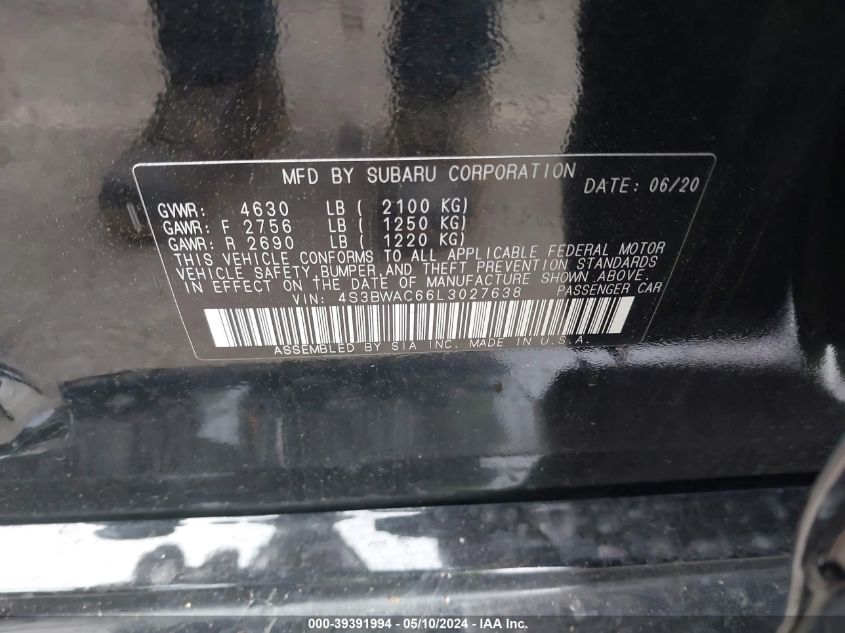 MFD BY SUBARU CORPORATION
DATE: 06/20
GVWR: 4630 LB ( 2100 KG)
GAWR: F 2756 LB ( 1250 KG)
GAWR: R 2690 LB ( 1220 KG)
THIS VEHICLE CONFORMS TO ALL APPLICABLE FEDERAL MOTOR
VEHICLE SAFETY,BUMPER,AND THEFT PREVENTION STANDARDS
IN EFFECT ON THE DATE OF MANUFACTURE SHOWN ABOVE.
VIN: 4S3BWAC66L3027638 PASSENGER CAR
ASSEMBLED BY SIA INC. MADE IN U.S.A.
000-39391994 - 05/10/2024 - IAA Inc.